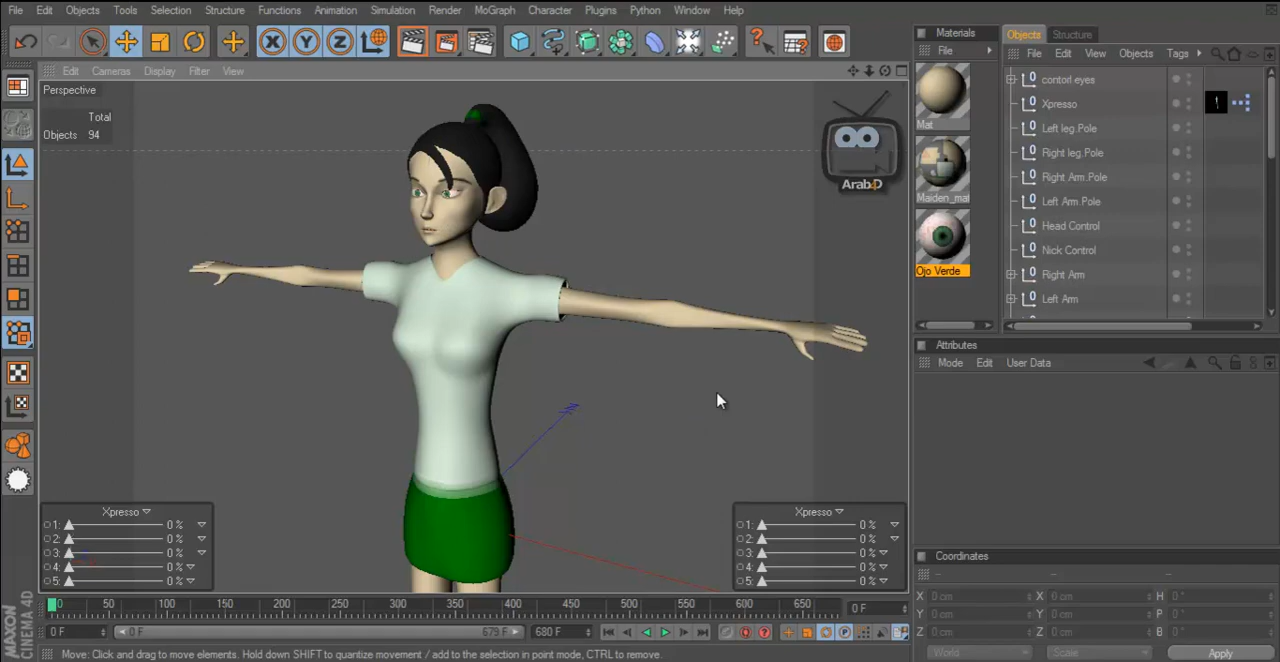 File Edit Objects Tools Selection Structure Functions Animation Simulation Render MoGraph Character Plugins Python Window Help
Materials
File
Mat
Maiden_mat
Ojo Verde
Objects Structure
File Edit View Objects Tags
contorl eyes
Xpresso
Left leg.Pole
Right leg.Pole
Right Arm.Pole
Left Arm.Pole
Head Control
Nick Control
Right Arm
Left Arm
Edit Cameras Display Filter View
Perspective
Total
Objects 94
Arab4D
Xpresso
1: 0 %
2: 0 %
3: 0 %
4: 0 %
5: 0 %
Xpresso
1: 0 %
2: 0 %
3: 0 %
4: 0 %
5: 0 %
Attributes
Mode Edit User Data
Coordinates
X 0 cm X 0 cm H 0 °
Y 0 cm Y 0 cm P 0 °
Z 0 cm Z 0 cm B 0 °
World Scale Apply
0 50 100 150 200 250 300 350 400 450 500 550 600 650 0 F
0 F 0 F 679 F 680 F
MAXON
CINEMA 4D
Move: Click and drag to move elements. Hold down SHIFT to quantize movement / add to the selection in point mode, CTRL to remove.